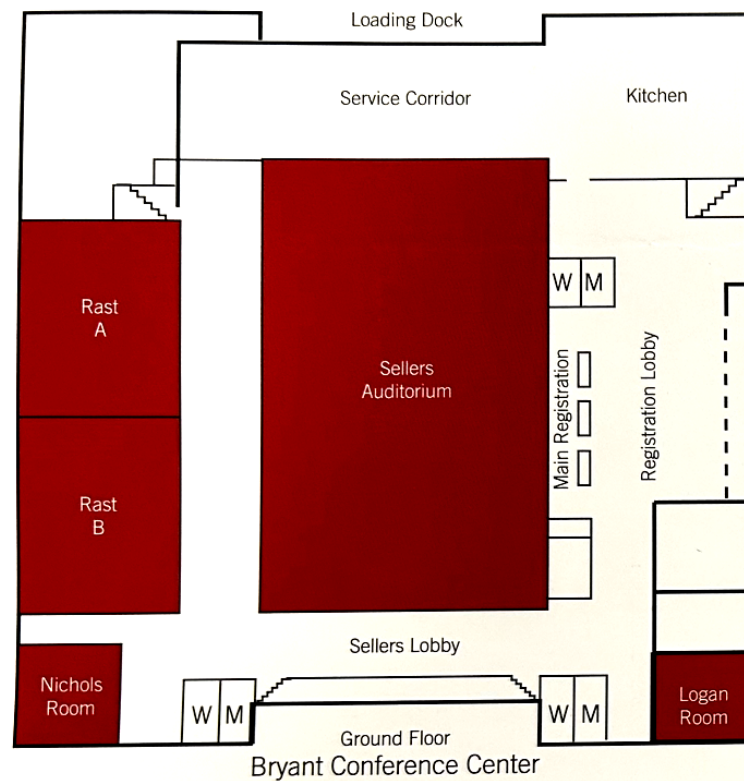 Loading Dock
Service Corridor
Kitchen
Rast
A
W M
Sellers
Auditorium
Main Registration
Registration Lobby
Rast
B
Sellers Lobby
Nichols
Room
W M
W M
Logan
Room
Ground Floor
Bryant Conference Center